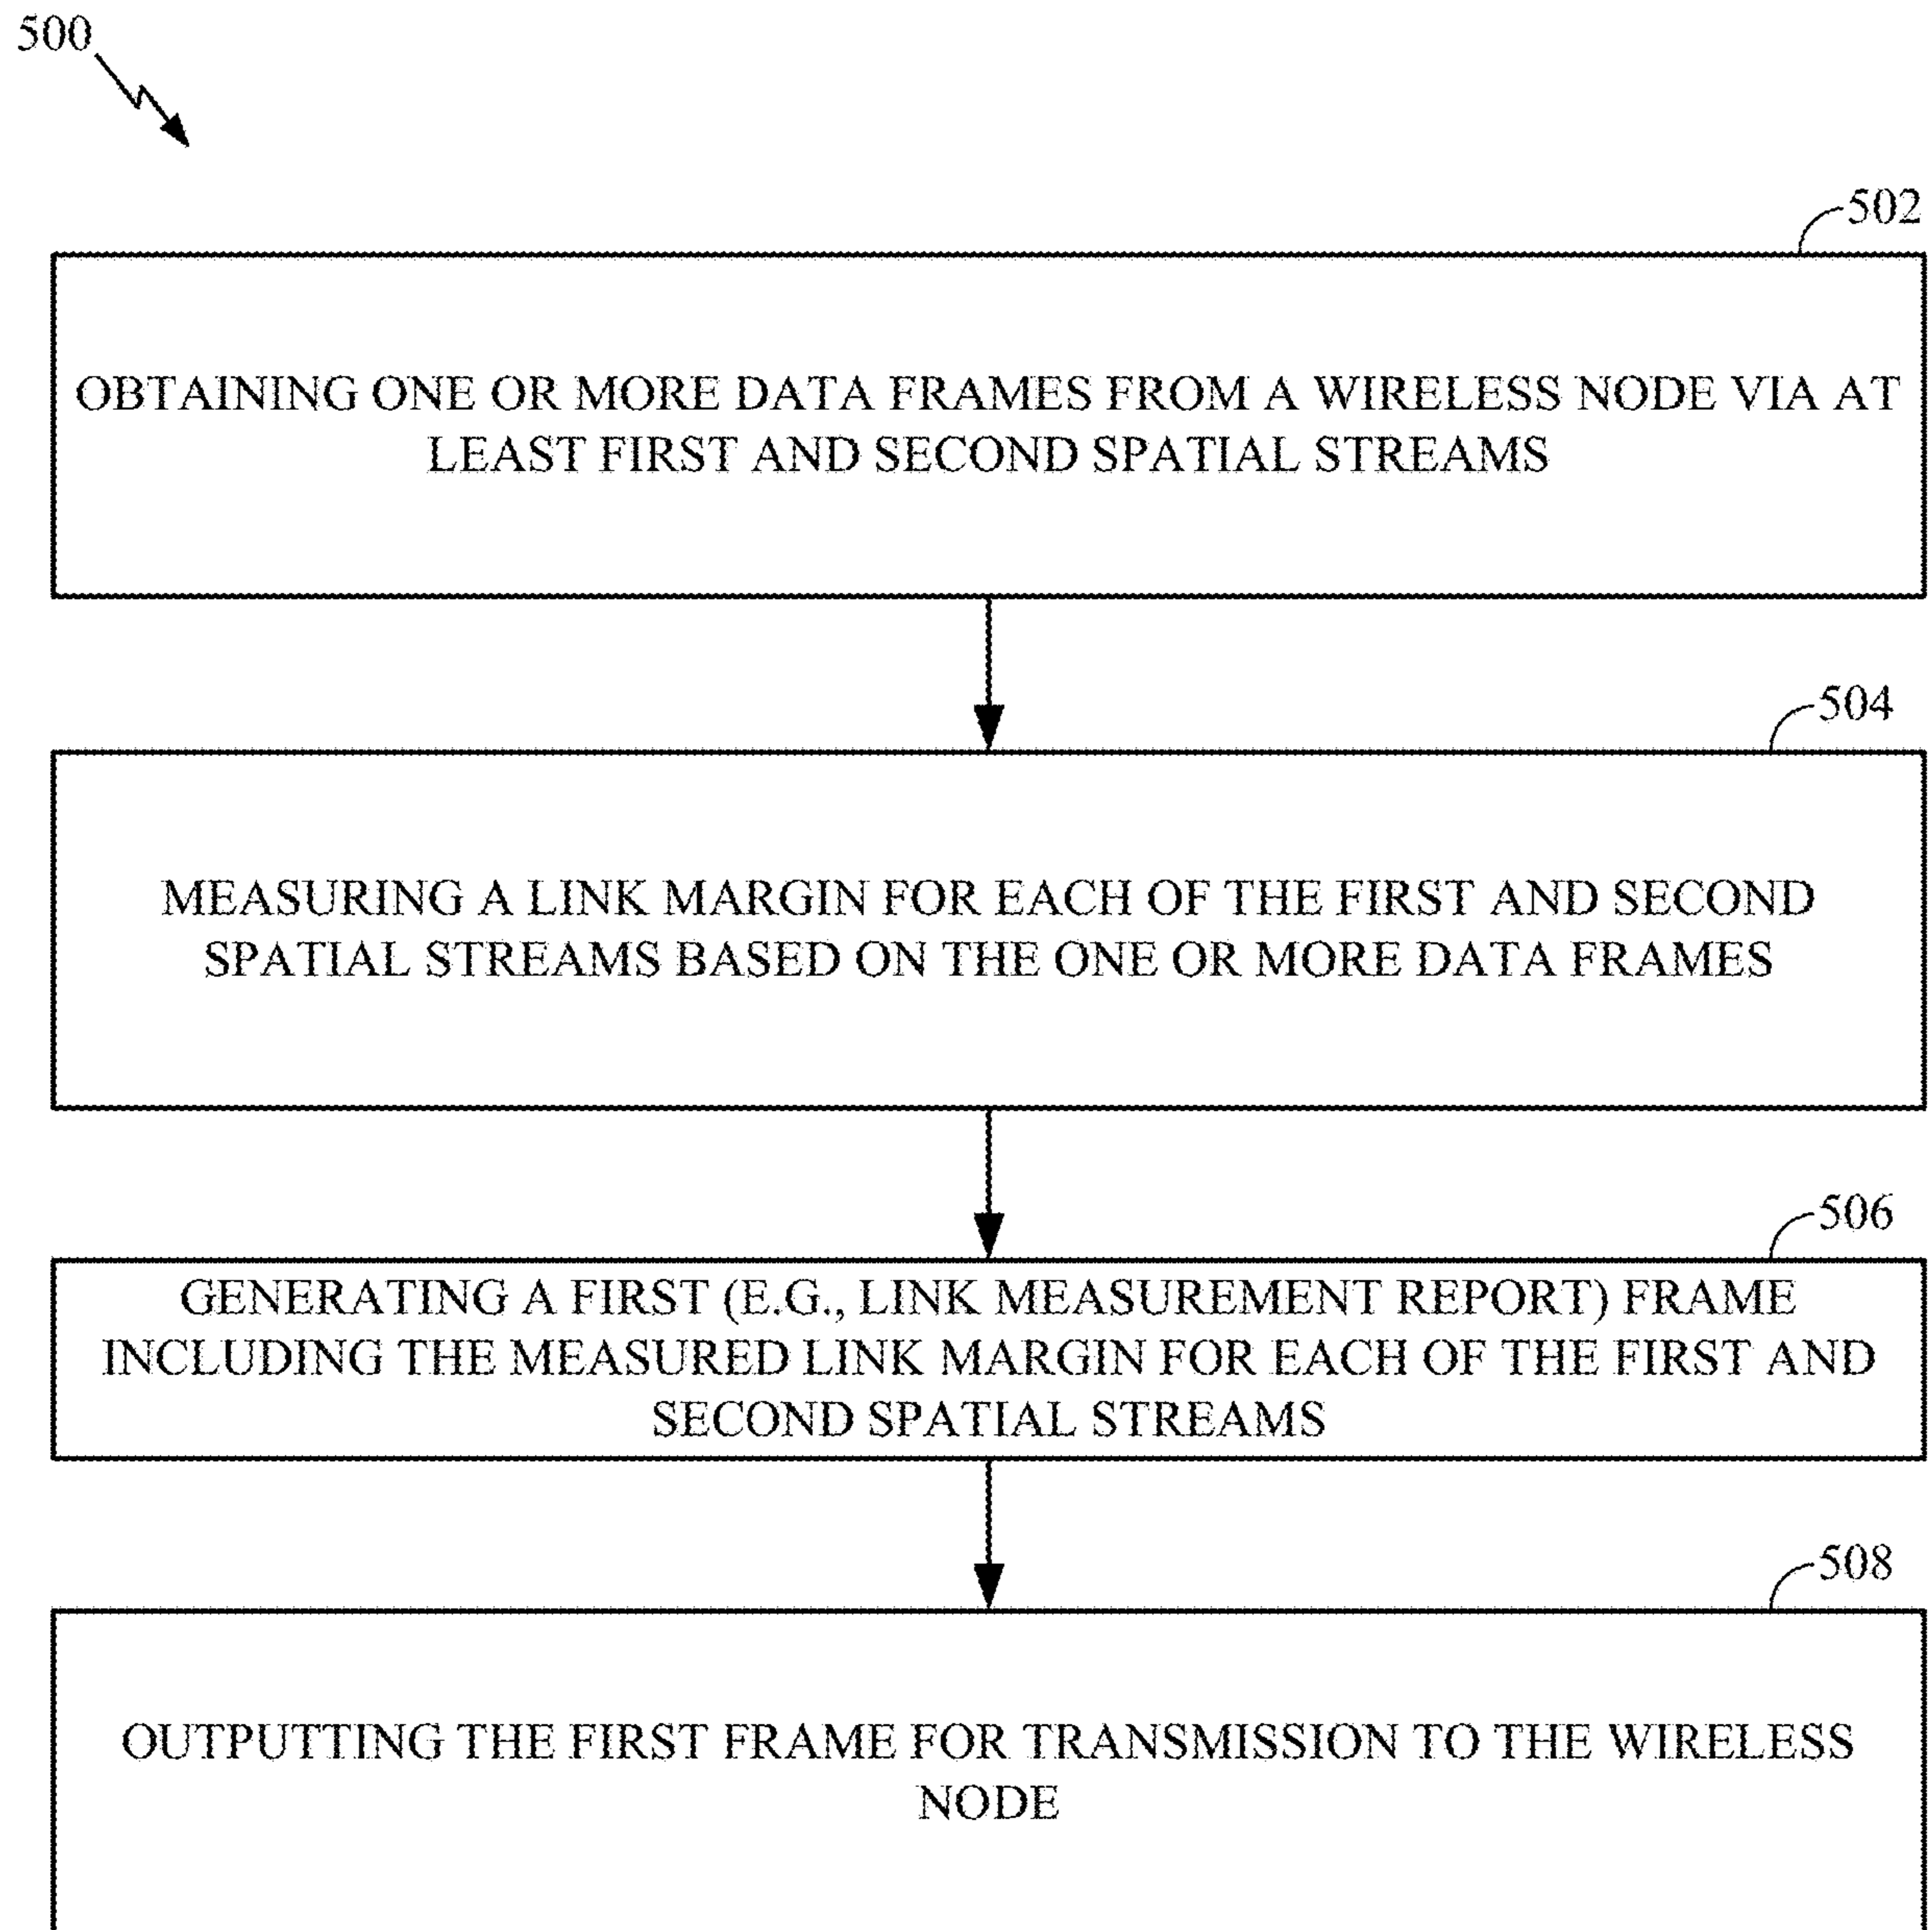 500
502
OBTAINING ONE OR MORE DATA FRAMES FROM A WIRELESS NODE VIA AT
LEAST FIRST AND SECOND SPATIAL STREAMS
504
MEASURING A LINK MARGIN FOR EACH OF THE FIRST AND SECOND
SPATIAL STREAMS BASED ON THE ONE OR MORE DATA FRAMES
506
GENERATING A FIRST (E.G., LINK MEASUREMENT REPORT) FRAME
INCLUDING THE MEASURED LINK MARGIN FOR EACH OF THE FIRST AND
SECOND SPATIAL STREAMS
508
OUTPUTTING THE FIRST FRAME FOR TRANSMISSION TO THE WIRELESS
NODE